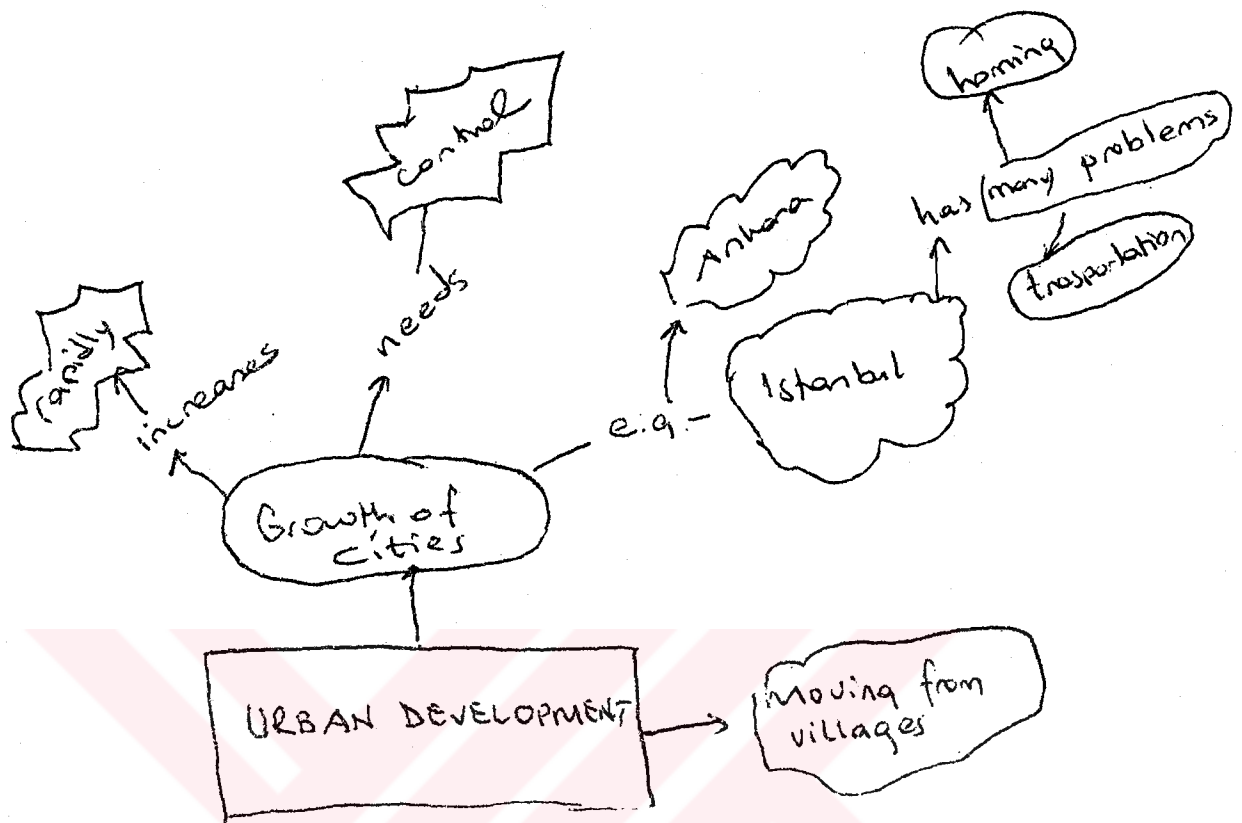 homing
control
has many problems
Ankara
trasportation
needs
rapidly
increases
Istanbul
e.g.-
Growth of
cities
URBAN DEVELOPMENT
Moving from
villages